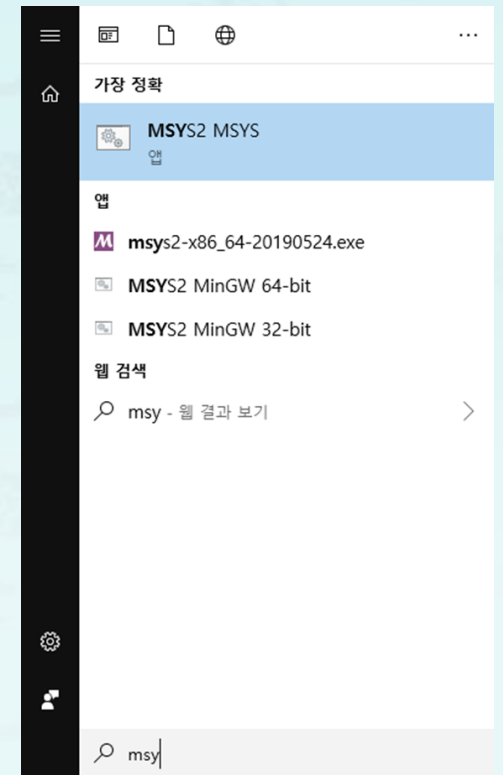 가장 정확
MSYS2 MSYS
앱
앱
msys2-x86_64-20190524.exe
MSYS2 MinGW 64-bit
MSYS2 MinGW 32-bit
웹 검색
msy - 웹 결과 보기
msy